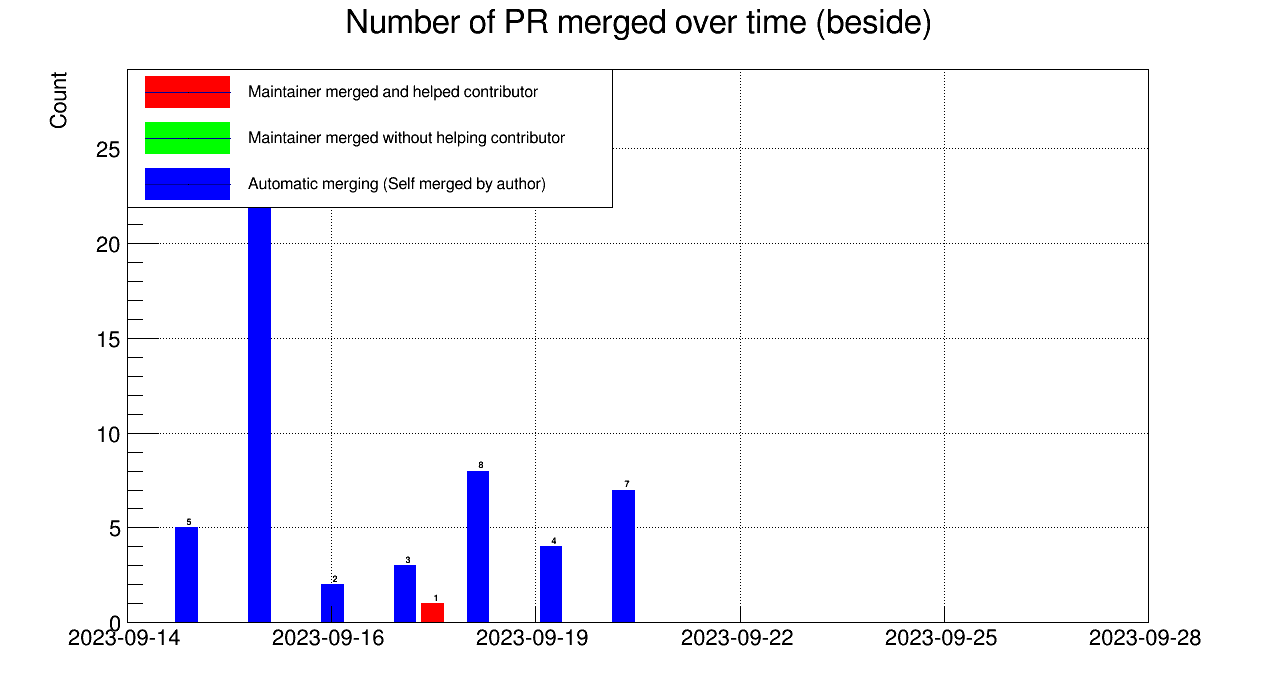 Number of PR merged over time (beside)
Count
Maintainer merged and helped contributor
Maintainer merged without helping contributor
Automatic merging (Self merged by author)
25
20
15
10
5
0
5
2
3
1
8
4
7
2023-09-14 2023-09-16 2023-09-19 2023-09-22 2023-09-25 2023-09-28